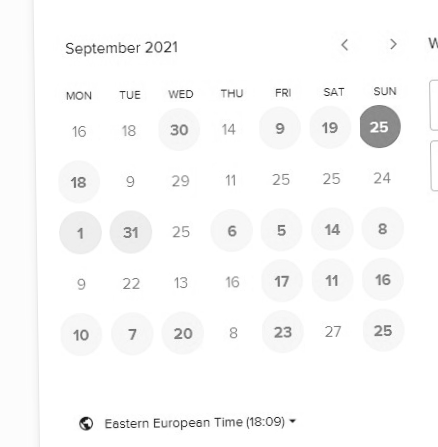 September 2021
MON TUE WED THU FRI SAT SUN
16 18 30 14 9 19 25
18 9 29 11 25 25 24
1 31 25 6 5 14 8
9 22 13 16 17 11 16
10 7 20 8 23 27 25
Eastern European Time (18:09)